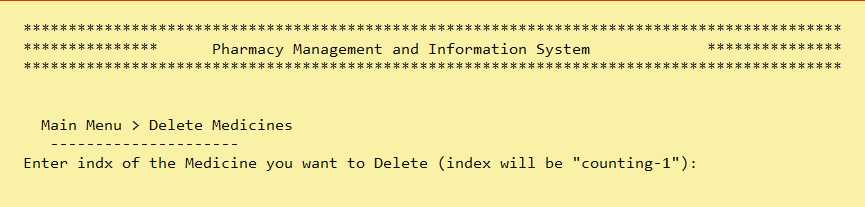 *******************************************************************************************
***************      Pharmacy Management and Information System             ***************
*******************************************************************************************
Main Menu > Delete Medicines
---------------------
Enter indx of the Medicine you want to Delete (index will be "counting-1"):